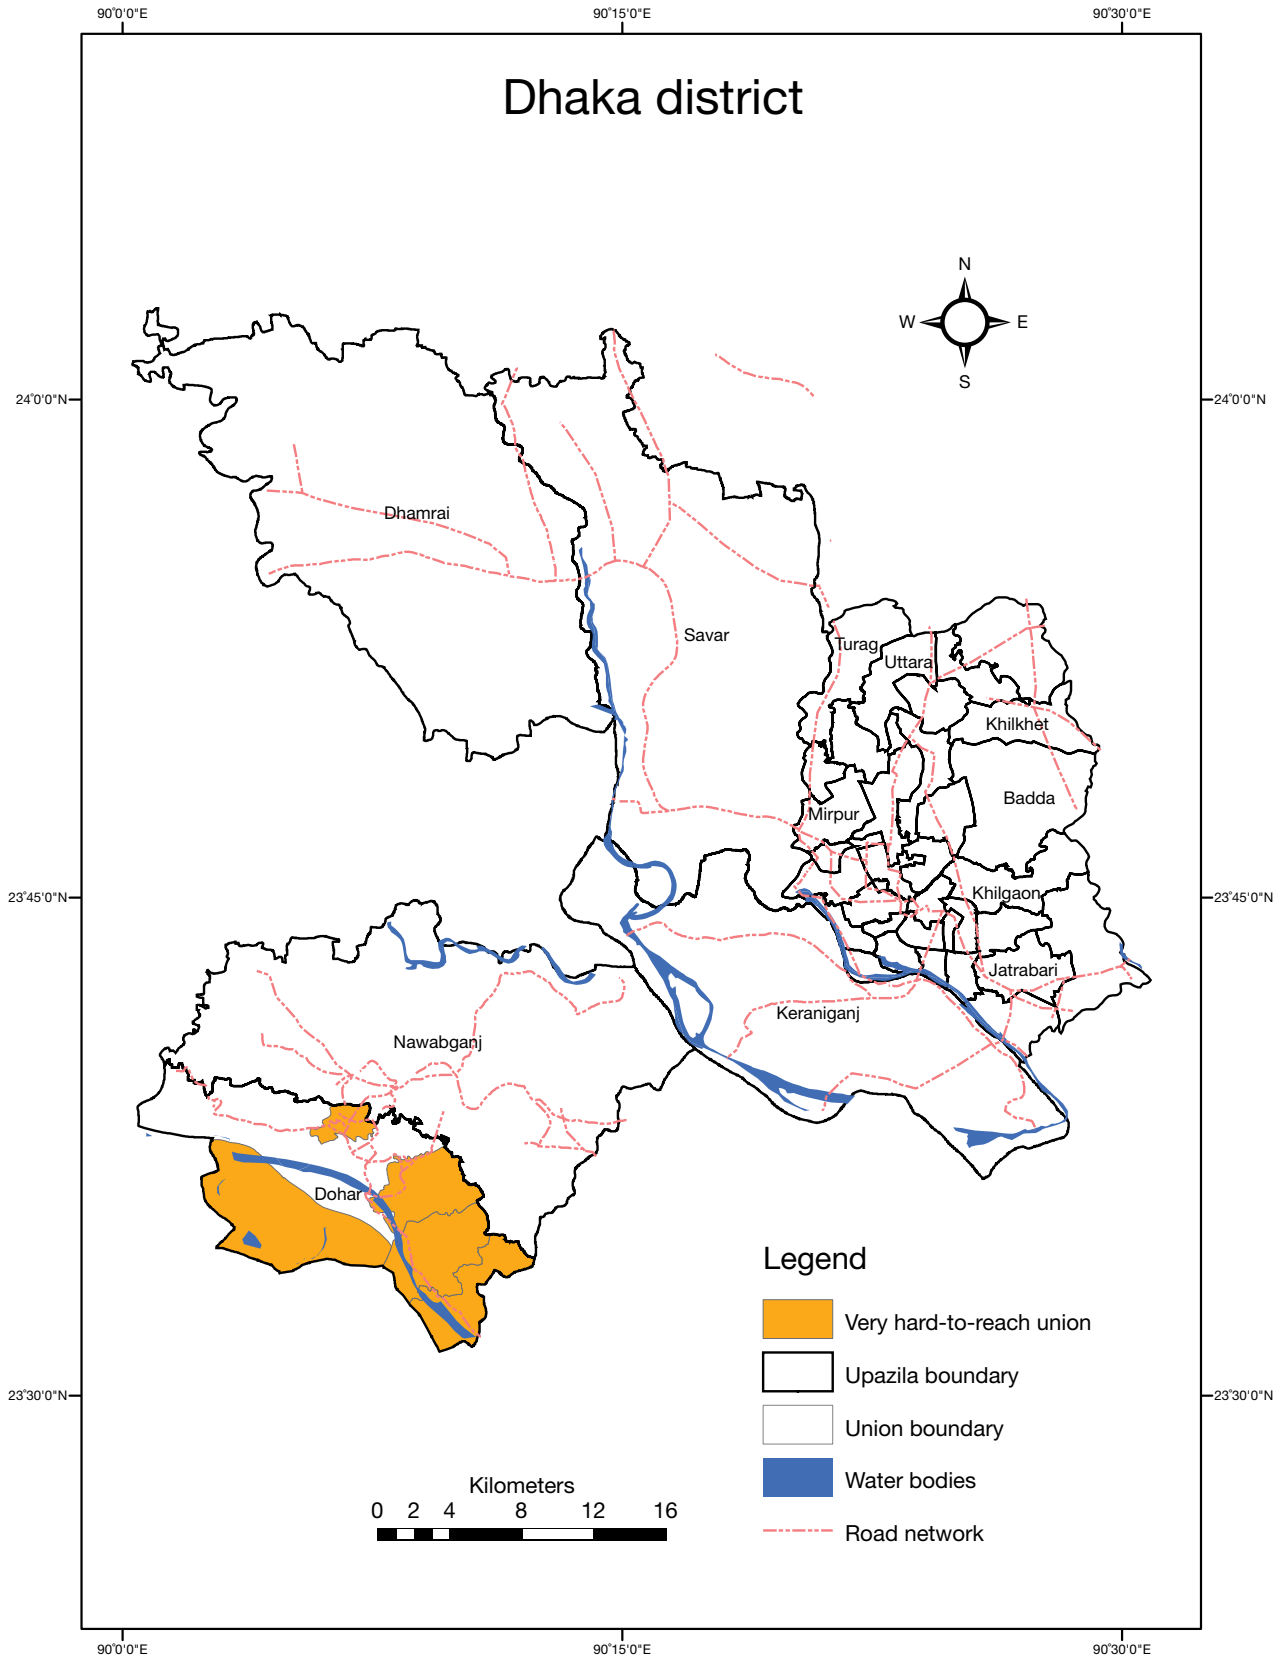 90°0'0"E 90°15'0"E 90°30'0"E
Dhaka district
N
W E
S
24°0'0"N 24°0'0"N
Dhamrai
Savar
Turag
Uttara
Khilkhet
Badda
Mirpur
23°45'0"N 23°45'0"N
Khilgaon
Jatrabari
Keraniganj
Nawabganj
Dohar
Legend
Very hard-to-reach union
Upazila boundary
23°30'0"N 23°30'0"N
Union boundary
Water bodies
Road network
Kilometers
0 2 4 8 12 16
90°0'0"E 90°15'0"E 90°30'0"E